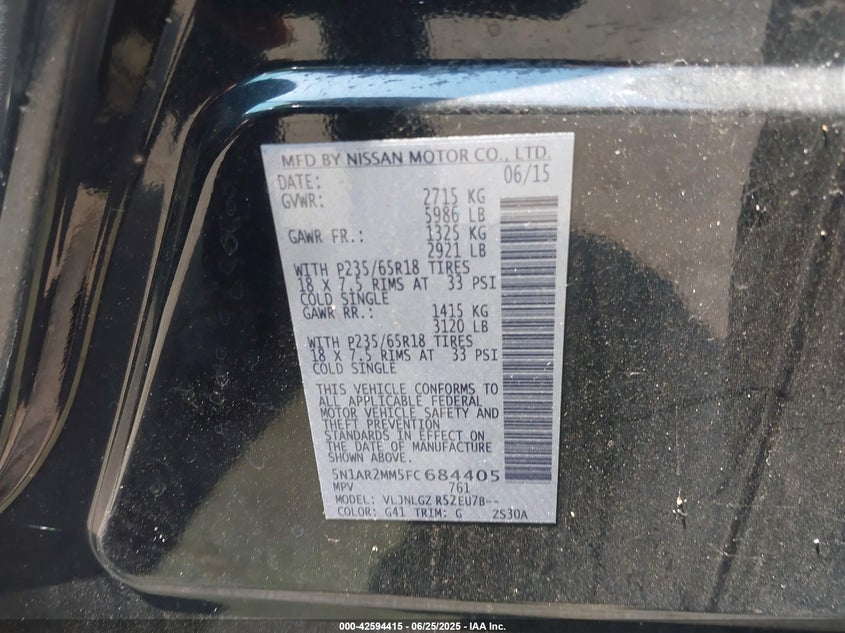 MFD BY NISSAN MOTOR CO., LTD.
DATE: 06/15
GVWR: 2715 KG
5986 LB
GAWR FR.: 1325 KG
2921 LB
WITH P235/65R18 TIRES
18 X 7.5 RIMS AT 33 PSI
COLD SINGLE
GAWR RR.: 1415 KG
3120 LB
WITH P235/65R18 TIRES
18 X 7.5 RIMS AT 33 PSI
COLD SINGLE
THIS VEHICLE CONFORMS TO
ALL APPLICABLE FEDERAL
MOTOR VEHICLE SAFETY AND
THEFT PREVENTION
STANDARDS IN EFFECT ON
THE DATE OF MANUFACTURE
SHOWN ABOVE.
5N1AR2MM5FC684405
MPV 761
MODEL: VLJNLGZ R52EU7B--
COLOR: G41 TRIM: G ZS30A
000-42594415 - 06/25/2025 - IAA Inc.